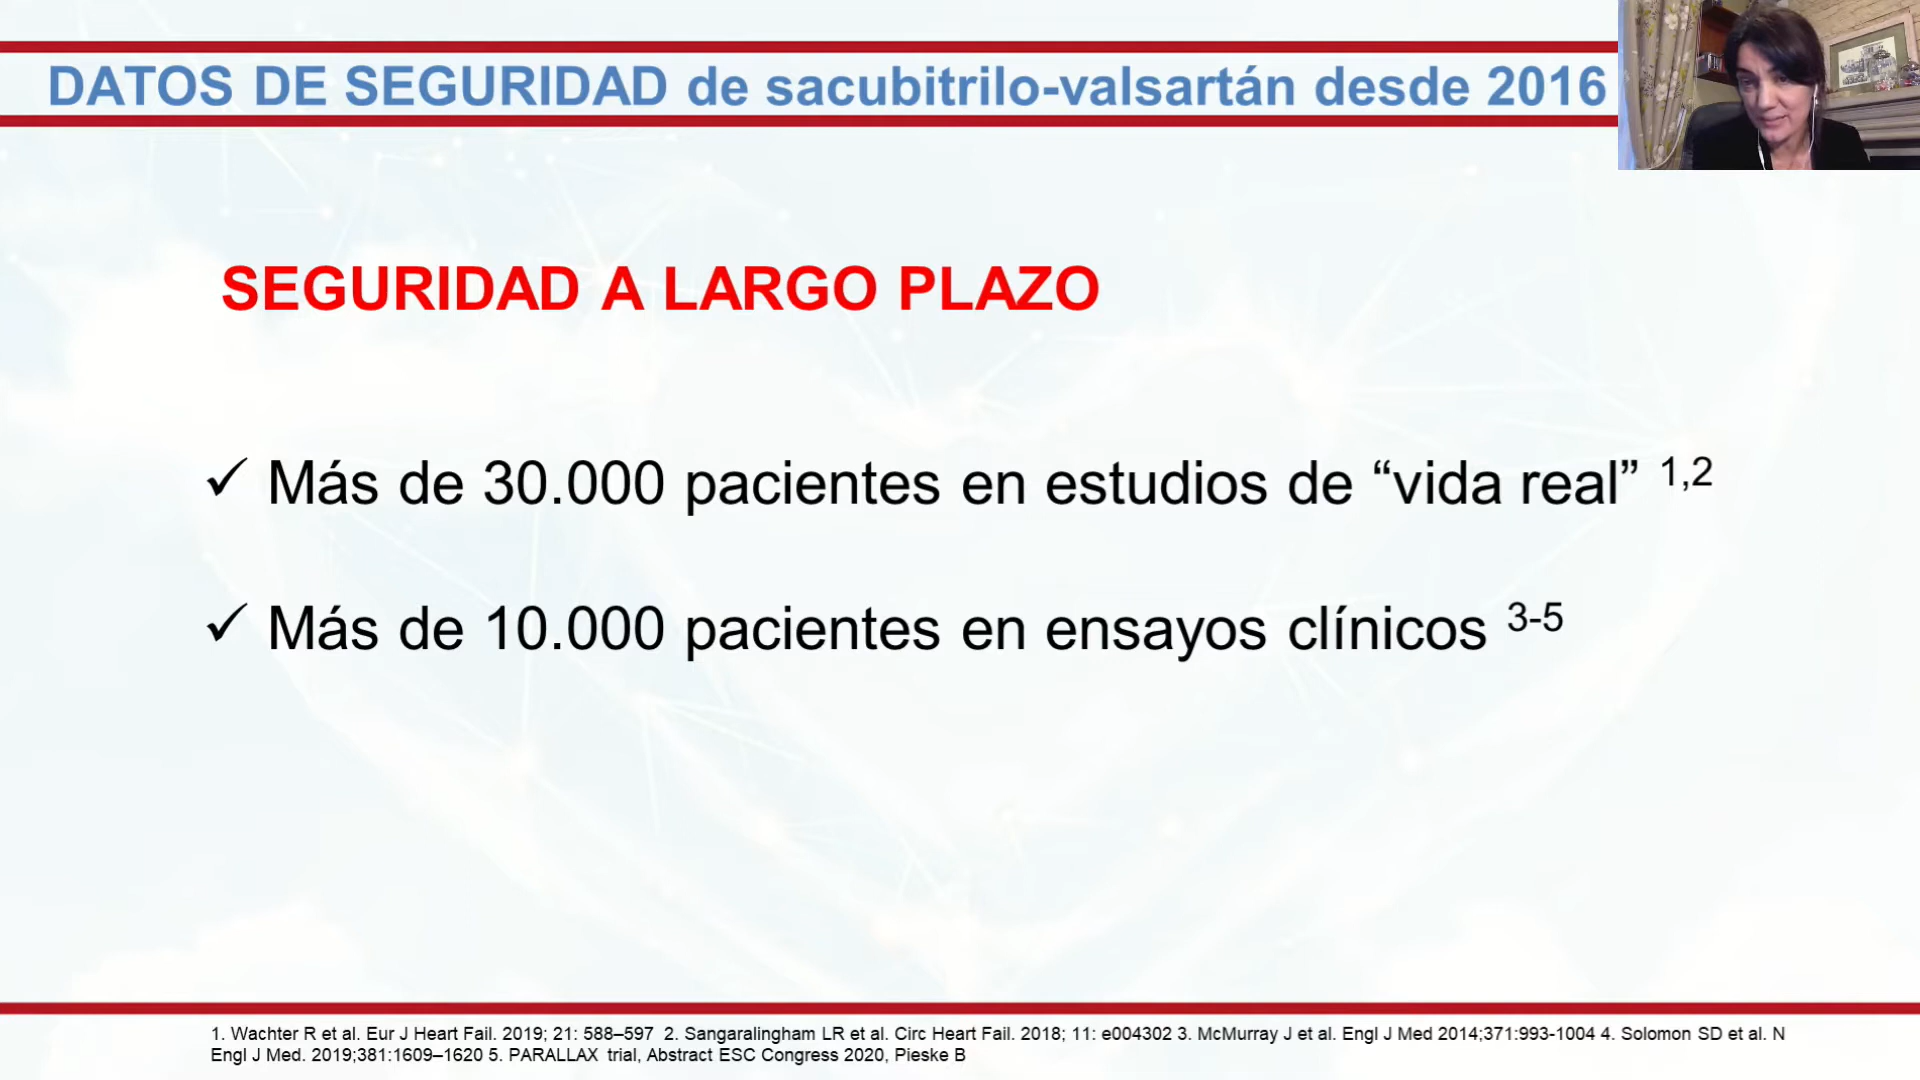 DATOS DE SEGURIDAD de sacubitrilo-valsartán desde 2016
SEGURIDAD A LARGO PLAZO
✓ Más de 30.000 pacientes en estudios de “vida real” 1,2
✓ Más de 10.000 pacientes en ensayos clínicos 3-5
1. Wachter R et al. Eur J Heart Fail. 2019; 21: 588–597 2. Sangaralingham LR et al. Circ Heart Fail. 2018; 11: e004302 3. McMurray J et al. Engl J Med 2014;371:993-1004 4. Solomon SD et al. N
Engl J Med. 2019;381:1609–1620 5. PARALLAX trial, Abstract ESC Congress 2020, Pieske B